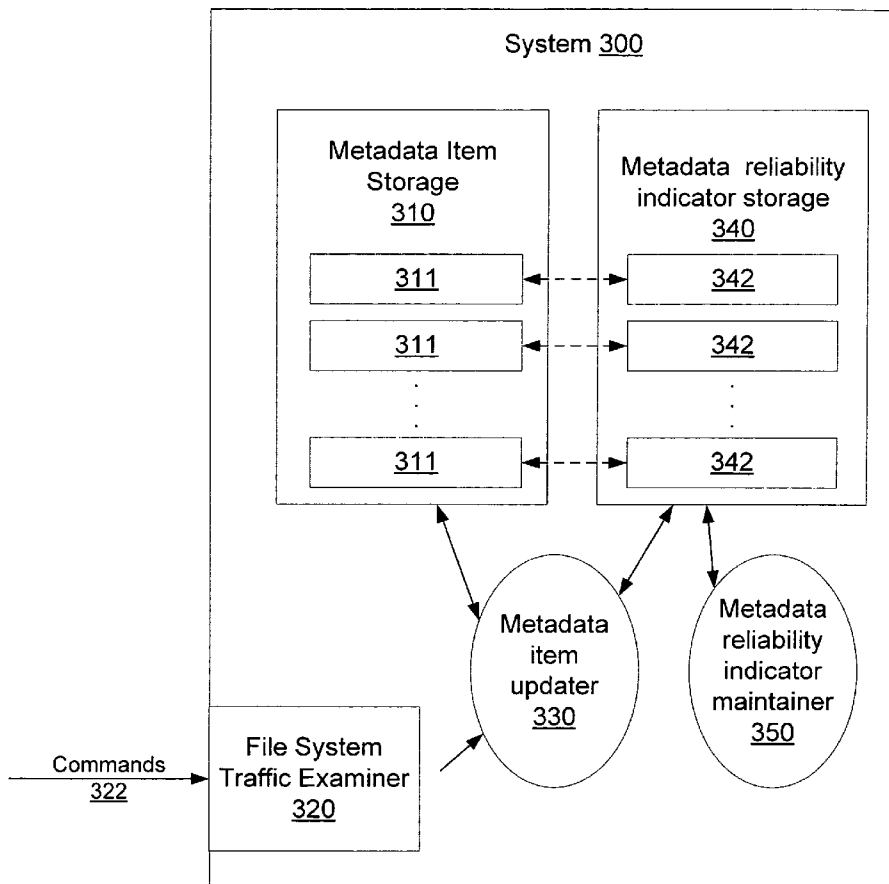 System 300
Metadata Item
Storage
310
311
311
311
Metadata reliability
indicator storage
340
342
342
342
Metadata
item
updater
330
Metadata
reliability
indicator
maintainer
350
File System
Traffic Examiner
320
Commands
322